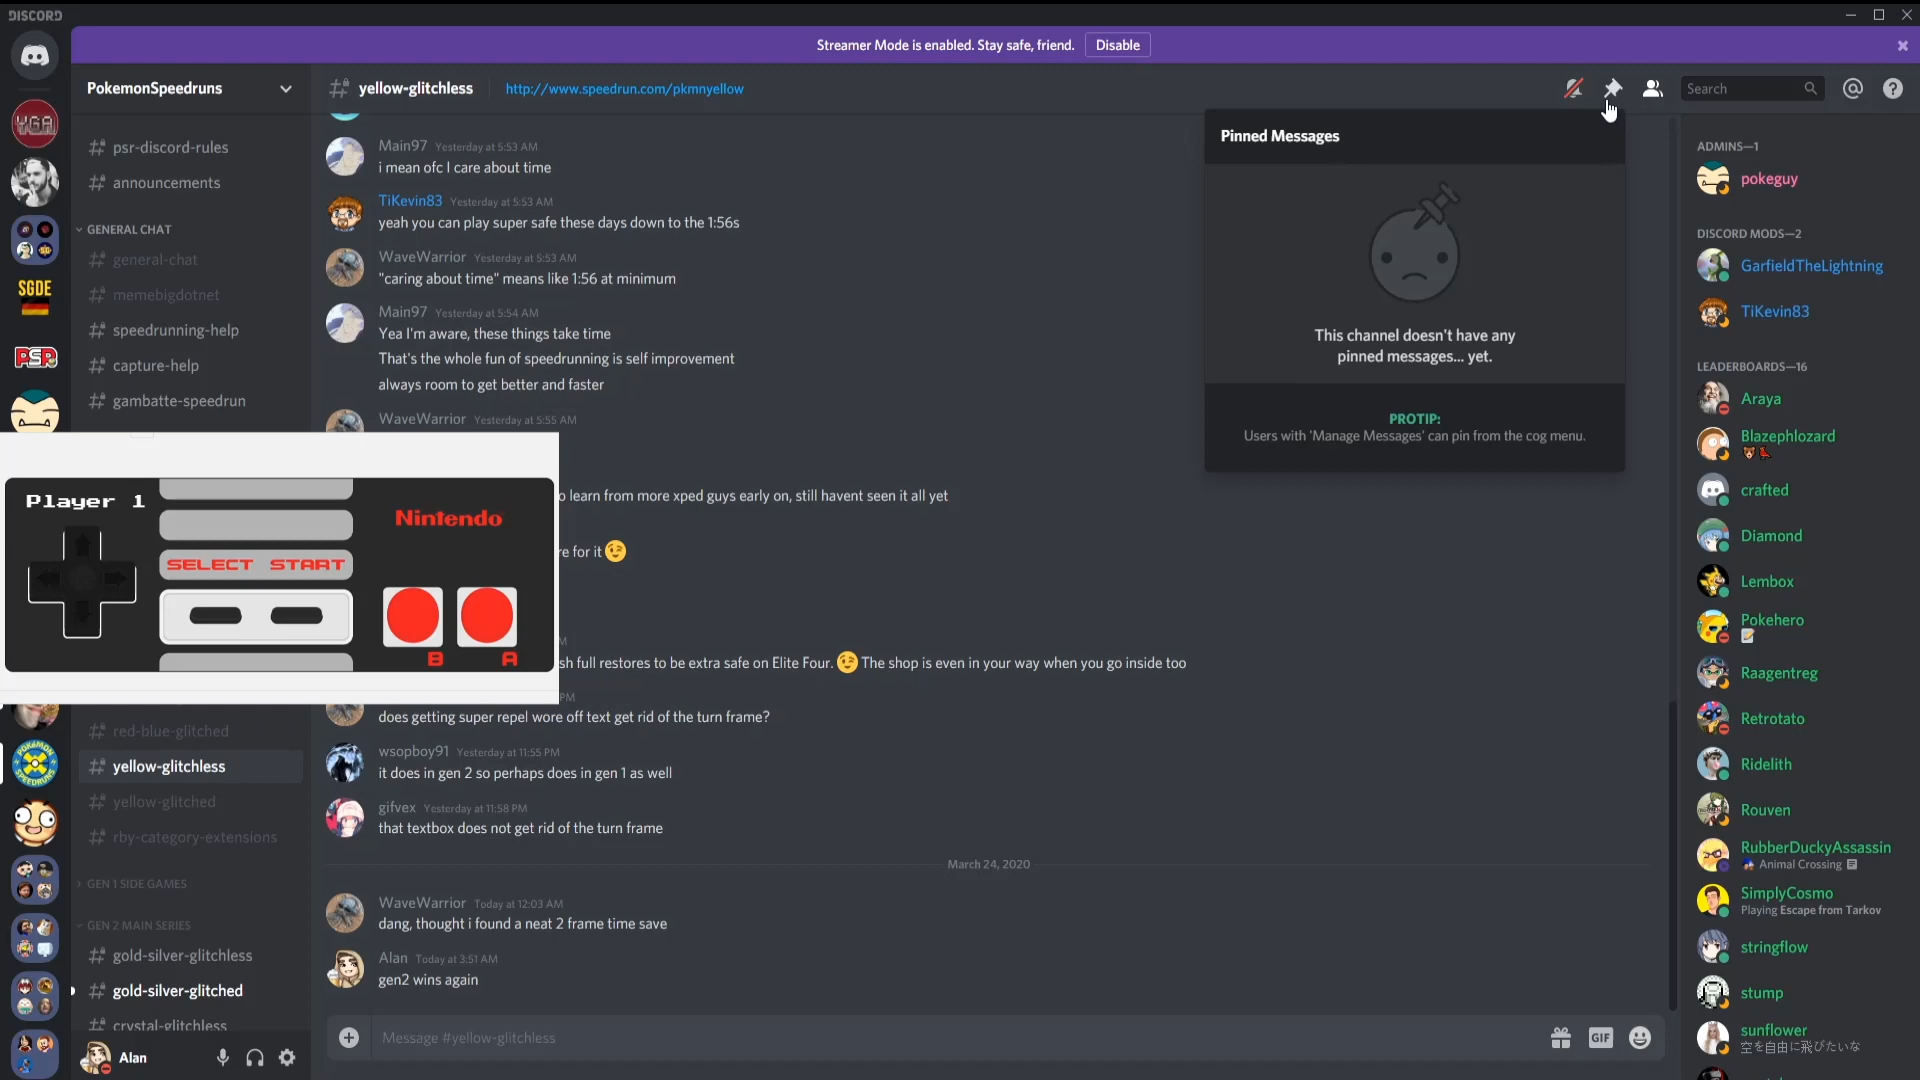 DISCORD
Streamer Mode is enabled. Stay safe, friend. Disable
PokemonSpeedruns
yellow-glitchless
http://www.speedrun.com/pkmnyellow
Search
VGA
SGDE
PSR
POKéMON SPEEDRUNS
psr-discord-rules
announcements
GENERAL CHAT
general-chat
memebigdotnet
speedrunning-help
capture-help
gambatte-speedrun
Player 1
SELECT START
Nintendo
B A
red-blue-glitched
yellow-glitchless
yellow-glitched
rby-category-extensions
GEN 1 SIDE GAMES
GEN 2 MAIN SERIES
gold-silver-glitchless
gold-silver-glitched
crystal-glitchless
Alan
Main97 Yesterday at 5:53 AM
i mean ofc I care about time
TiKevin83 Yesterday at 5:53 AM
yeah you can play super safe these days down to the 1:56s
WaveWarrior Yesterday at 5:53 AM
"caring about time" means like 1:56 at minimum
Main97 Yesterday at 5:54 AM
Yea I'm aware, these things take time
That's the whole fun of speedrunning is self improvement
always room to get better and faster
WaveWarrior Yesterday at 5:55 AM
o learn from more xped guys early on, still havent seen it all yet
re for it 😉
M
sh full restores to be extra safe on Elite Four. 😉 The shop is even in your way when you go inside too
PM
does getting super repel wore off text get rid of the turn frame?
wsopboy91 Yesterday at 11:55 PM
it does in gen 2 so perhaps does in gen 1 as well
gifvex Yesterday at 11:58 PM
that textbox does not get rid of the turn frame
March 24, 2020
WaveWarrior Today at 12:03 AM
dang, thought i found a neat 2 frame time save
Alan Today at 3:51 AM
gen2 wins again
Message #yellow-glitchless
GIF
Pinned Messages
This channel doesn't have any
pinned messages... yet.
PROTIP:
Users with 'Manage Messages' can pin from the cog menu.
ADMINS—1
pokeguy
DISCORD MODS—2
GarfieldTheLightning
TiKevin83
LEADERBOARDS—16
Araya
Blazephlozard
crafted
Diamond
Lembox
Pokehero
Raagentreg
Retrotato
Ridelith
Rouven
RubberDuckyAssassin
Animal Crossing
SimplyCosmo
Playing Escape from Tarkov
stringflow
stump
sunflower
空を自由に飛びたいな